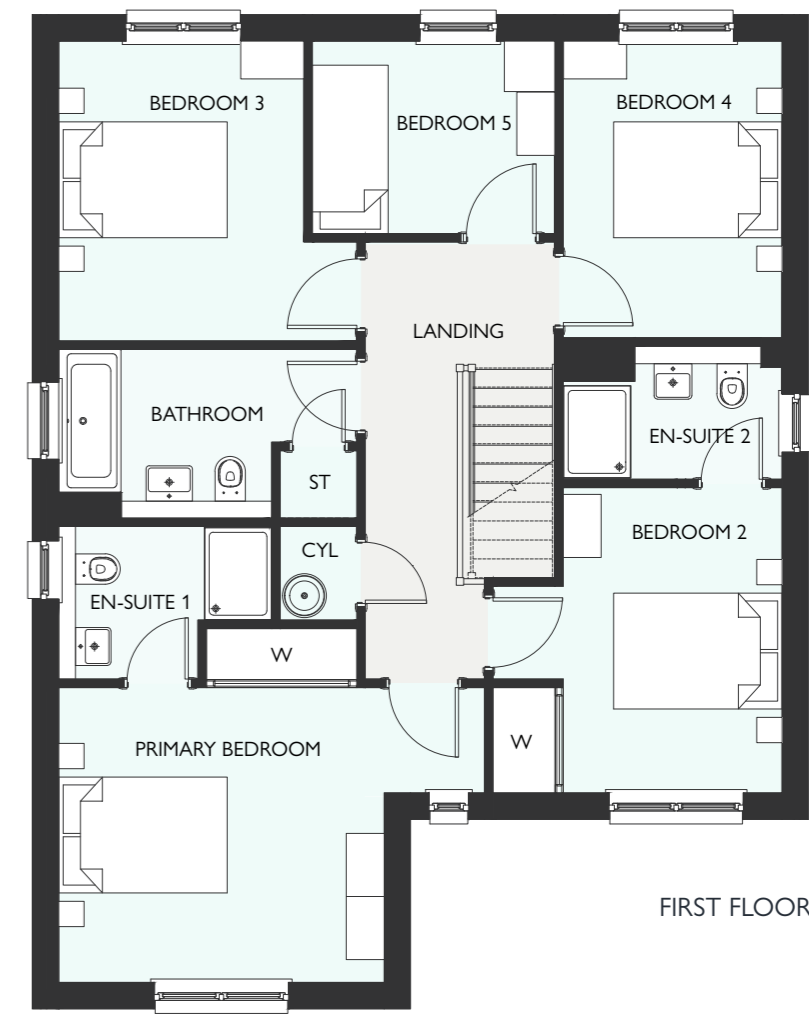 BEDROOM 3
BEDROOM 5
BEDROOM 4
LANDING
BATHROOM
EN-SUITE 2
ST
BEDROOM 2
CYL
EN-SUITE 1
W
W
PRIMARY BEDROOM
FIRST FLOOR